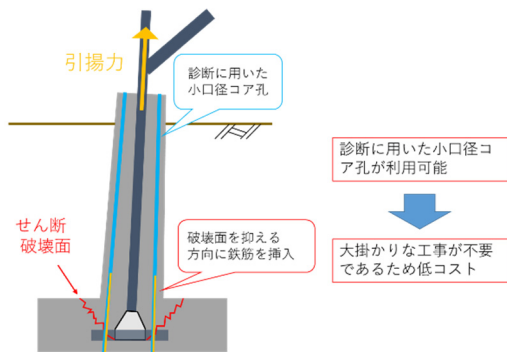 引揚力
診断に用いた
小口径コア孔
診断に用いた小口径コ
ア孔が利用可能
せん断
破壊面
破壊面を抑える
方向に鉄筋を挿入
大掛かりな工事が不要
であるため低コスト